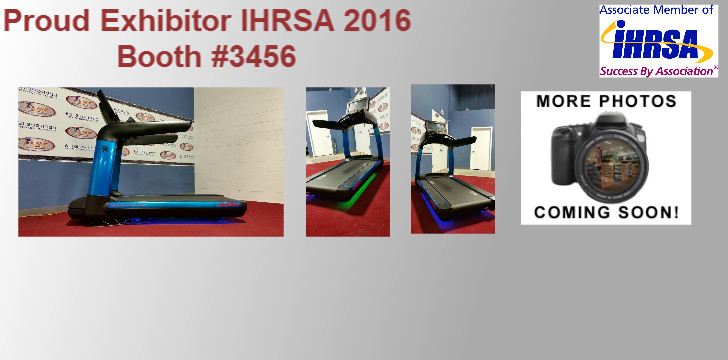 Proud Exhibitor IHRSA 2016
Booth #3456
Associate Member of
iHRSA
Success By Association
MORE PHOTOS
COMING SOON!